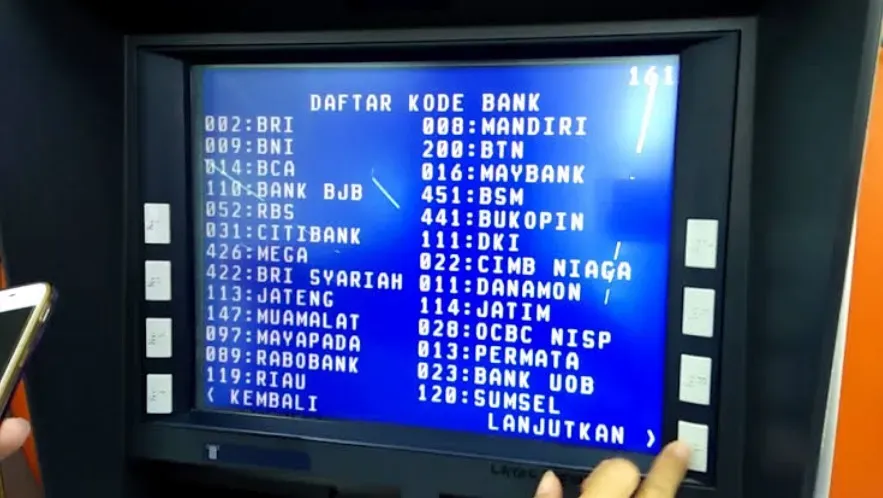 161
DAFTAR KODE BANK
002:BRI
009:BNI
014:BCA
110:BANK BJB
052:RBS
031:CITIBANK
426:MEGA
422:BRI SYARIAH
113:JATENG
147:MUAMALAT
097:MAYAPADA
089:RABOBANK
119:RIAU
< KEMBALI
008:MANDIRI
200:BTN
016:MAYBANK
451:BSM
441:BUKOPIN
111:DKI
022:CIMB NIAGA
011:DANAMON
114:JATIM
028:OCBC NISP
013:PERMATA
023:BANK UOB
120:SUMSEL
LANJUTKAN >